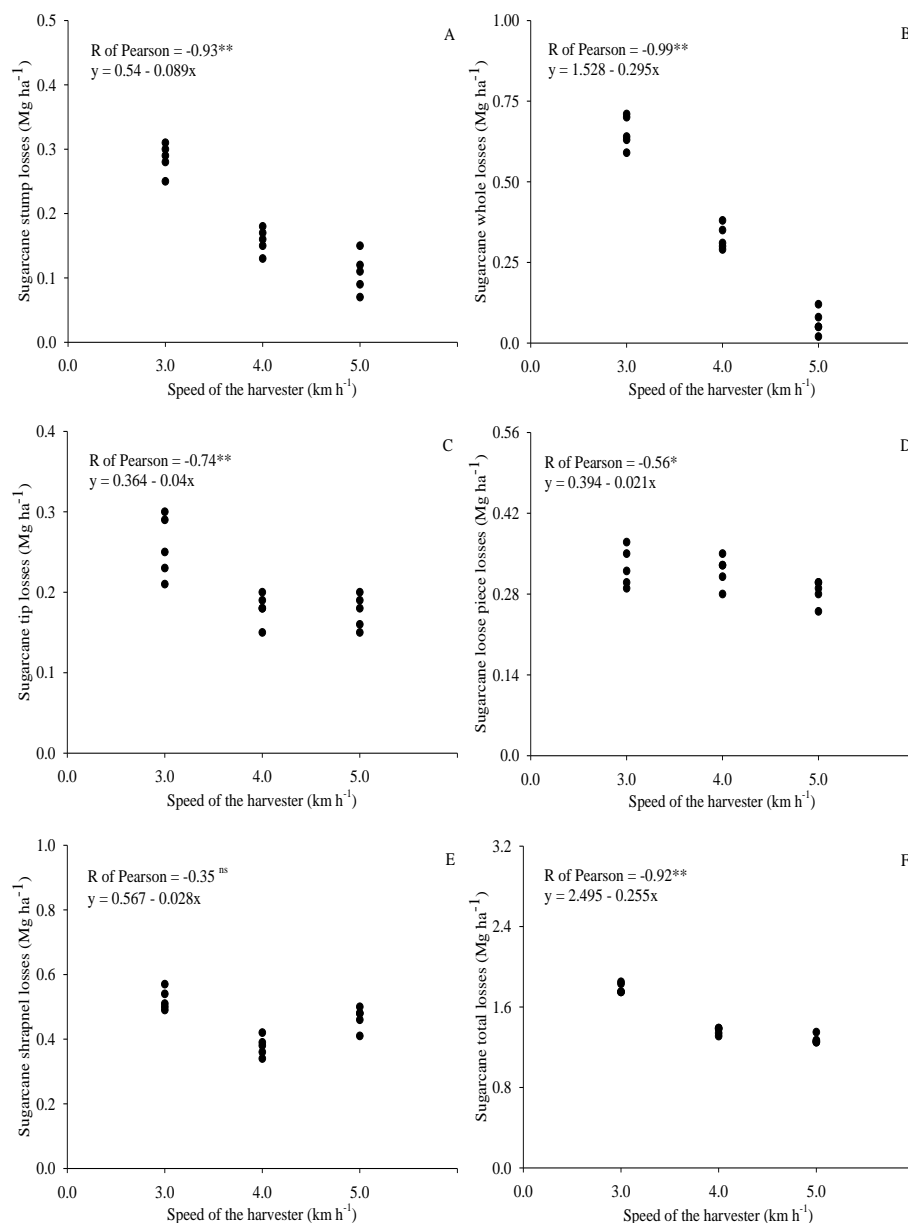 A
R of Pearson = -0.93**
y = 0.54 - 0.089x
Sugarcane stump losses (Mg ha⁻¹)
0.5
0.4
0.3
0.2
0.1
0.0
0.0 3.0 4.0 5.0
Speed of the harvester (km h⁻¹)
B
R of Pearson = -0.99**
y = 1.528 - 0.295x
Sugarcane whole losses (Mg ha⁻¹)
1.00
0.75
0.50
0.25
0.0
0.0 3.0 4.0 5.0
Speed of the harvester (km h⁻¹)
C
R of Pearson = -0.74**
y = 0.364 - 0.04x
Sugarcane tip losses (Mg ha⁻¹)
0.4
0.3
0.2
0.1
0.0
0.0 3.0 4.0 5.0
Speed of the harvester (km h⁻¹)
D
R of Pearson = -0.56*
y = 0.394 - 0.021x
Sugarcane loose piece losses (Mg ha⁻¹)
0.56
0.42
0.28
0.14
0.0
0.0 3.0 4.0 5.0
Speed of the harvester (km h⁻¹)
E
R of Pearson = -0.35 ns
y = 0.567 - 0.028x
Sugarcane shrapnel losses (Mg ha⁻¹)
1.0
0.8
0.6
0.4
0.2
0.0
0.0 3.0 4.0 5.0
Speed of the harvester (km h⁻¹)
F
R of Pearson = -0.92**
y = 2.495 - 0.255x
Sugarcane total losses (Mg ha⁻¹)
3.2
2.4
1.6
0.8
0.0
0.0 3.0 4.0 5.0
Speed of the harvester (km h⁻¹)